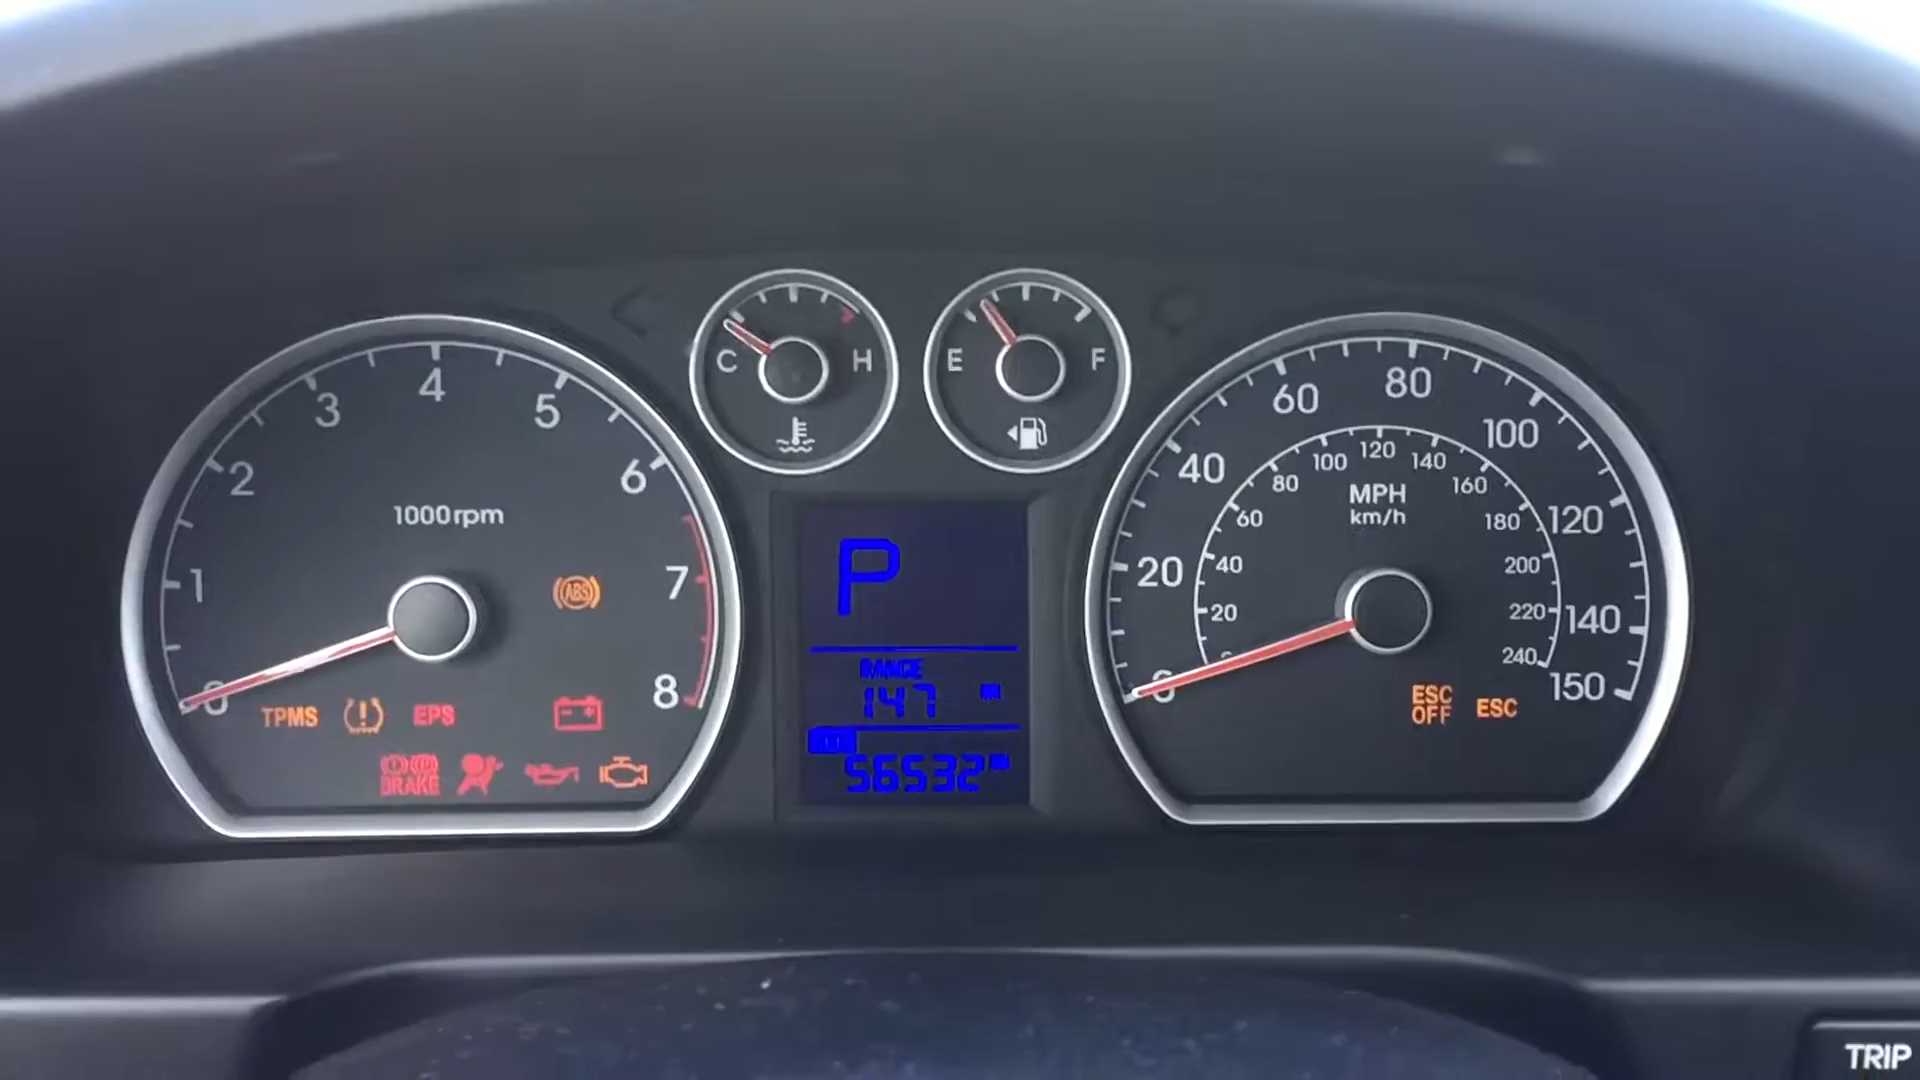 1000rpm
0
1
2
3
4
5
6
7
8
ABS
TPMS
EPS
BRAKE
C
H
E
F
P
RANGE
147
56532
MPH
km/h
20
40
60
80
100
120
140
150
20
40
60
80
100
120
140
160
180
200
220
240
ESC
OFF
ESC
TRIP